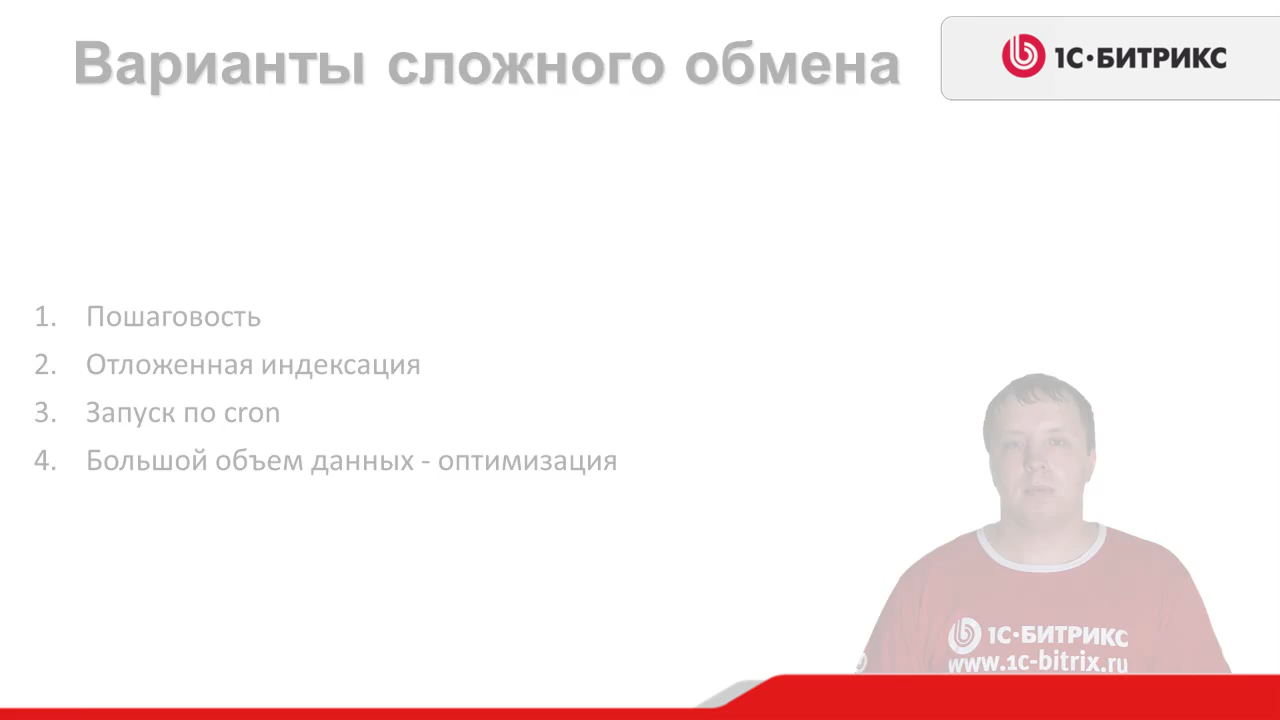 Варианты сложного обмена
1С·БИТРИКС
1. Пошаговость
2. Отложенная индексация
3. Запуск по cron
4. Большой объем данных - оптимизация
1С·БИТРИКС
www.1c-bitrix.ru